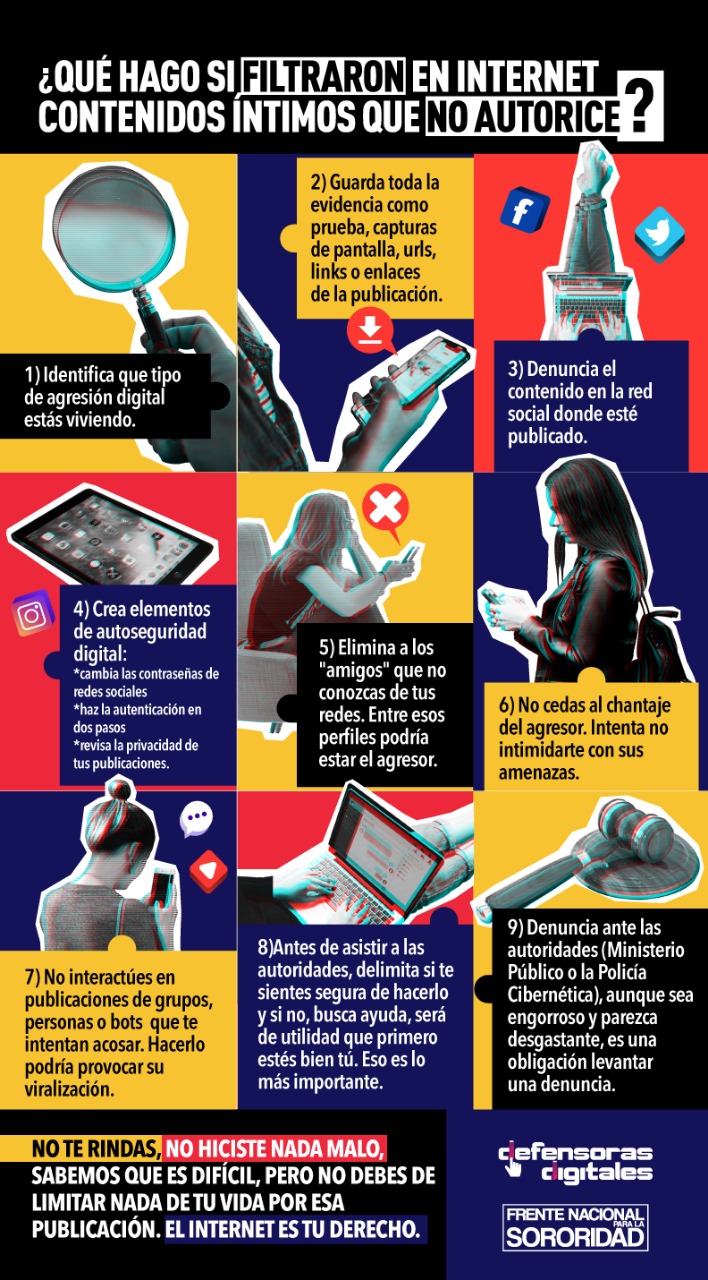 ¿QUÉ HAGO SI FILTRARON EN INTERNET
CONTENIDOS ÍNTIMOS QUE NO AUTORICE?
1) Identifica que tipo
de agresión digital
estás viviendo.
2) Guarda toda la
evidencia como
prueba, capturas
de pantalla, urls,
links o enlaces
de la publicación.
3) Denuncia el
contenido en la red
social donde esté
publicado.
4) Crea elementos
de autoseguridad
digital:
*cambia las contraseñas de
redes sociales
*haz la autenticación en
dos pasos
*revisa la privacidad de
tus publicaciones.
5) Elimina a los
"amigos" que no
conozcas de tus
redes. Entre esos
perfiles podría
estar el agresor.
6) No cedas al chantaje
del agresor. Intenta no
intimidarte con sus
amenazas.
7) No interactúes en
publicaciones de grupos,
personas o bots que te
intentan acosar. Hacerlo
podría provocar su
viralización.
8)Antes de asistir a las
autoridades, delimita si te
sientes segura de hacerlo
y si no, busca ayuda, será
de utilidad que primero
estés bien tú. Eso es lo
más importante.
9) Denuncia ante las
autoridades (Ministerio
Público o la Policía
Cibernética), aunque sea
engorroso y parezca
desgastante, es una
obligación levantar
una denuncia.
NO TE RINDAS, NO HICISTE NADA MALO,
SABEMOS QUE ES DIFÍCIL, PERO NO DEBES DE
LIMITAR NADA DE TU VIDA POR ESA
PUBLICACIÓN. EL INTERNET ES TU DERECHO.
defensoras
digitales
FRENTE NACIONAL
PARA LA
SORORIDAD